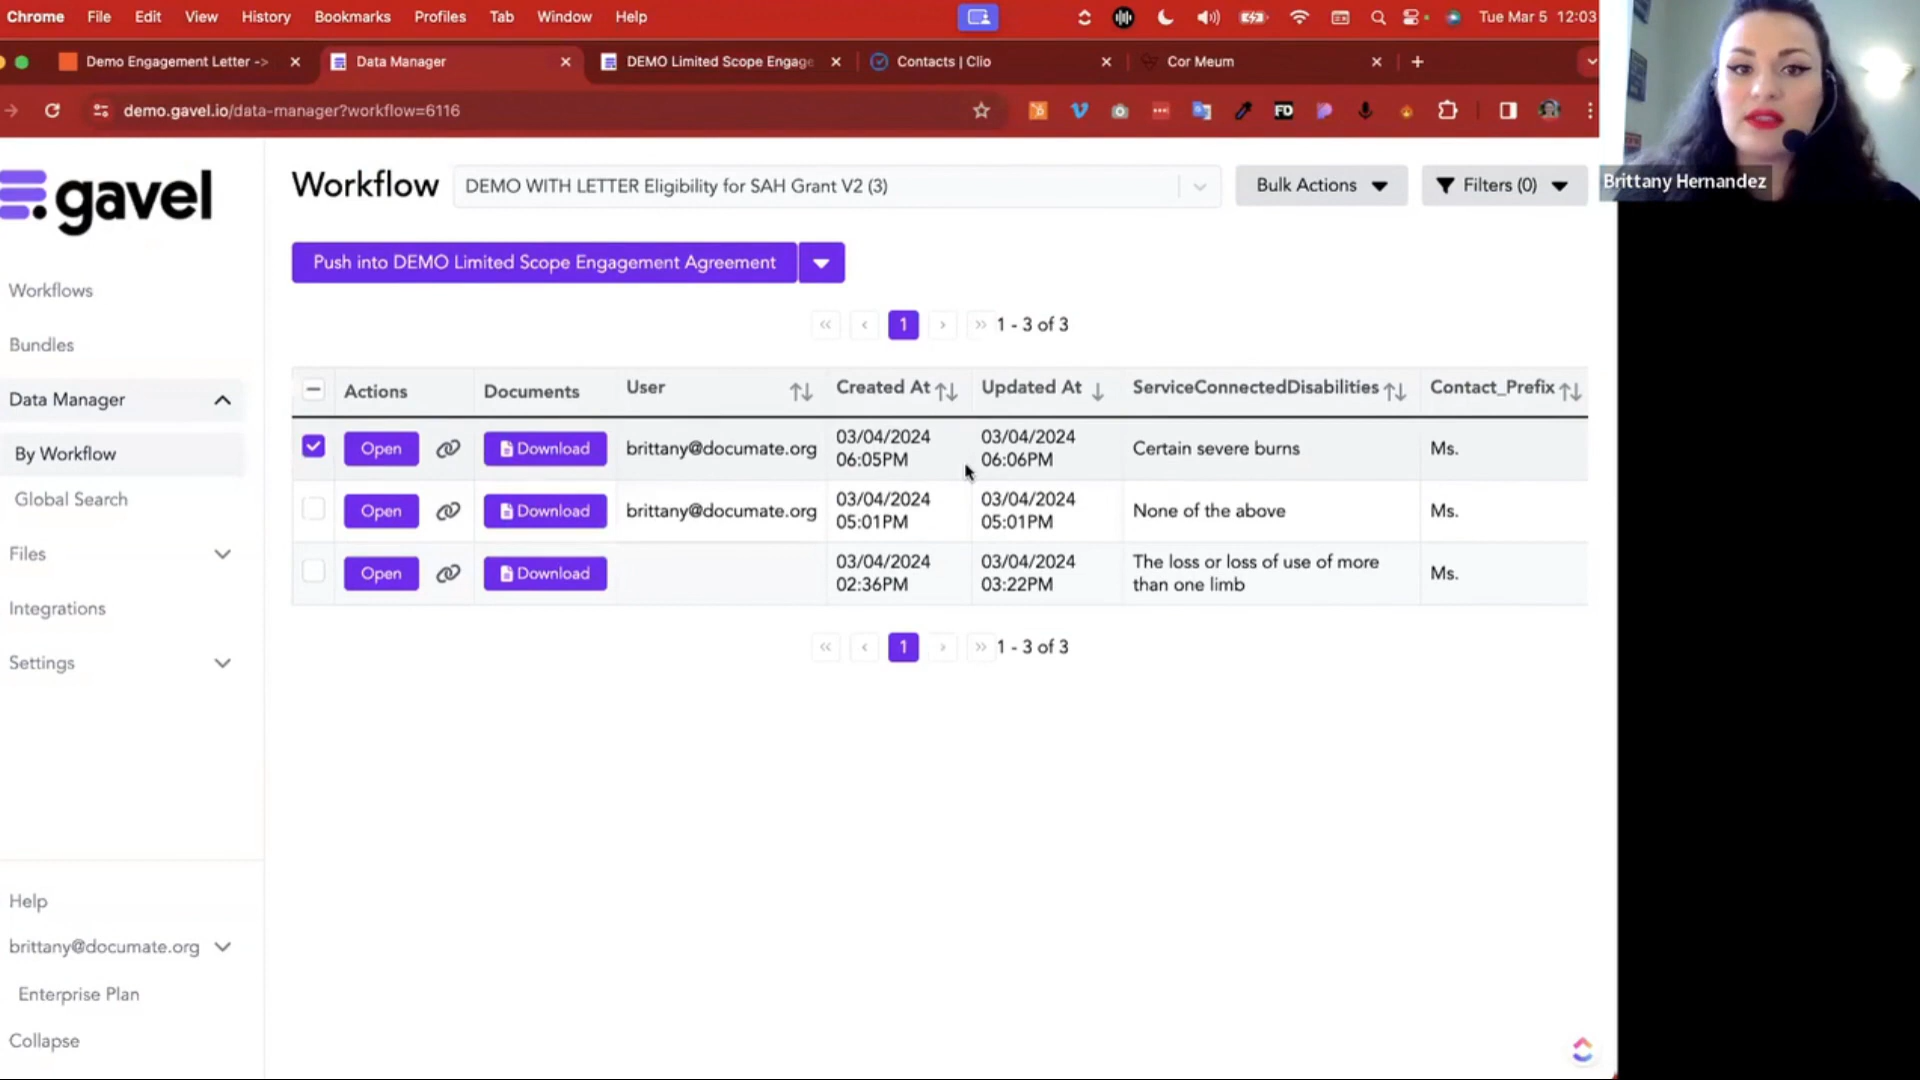 Chrome File Edit View History Bookmarks Profiles Tab Window Help Tue Mar 5 12:03
Demo Engagement Letter -> Data Manager DEMO Limited Scope Engage Contacts | Clio Cor Meum
demo.gavel.io/data-manager?workflow=6116
FD
Brittany Hernandez
gavel
Workflows
Bundles
Data Manager
By Workflow
Global Search
Files
Integrations
Settings
Help
brittany@documate.org
Enterprise Plan
Collapse
Workflow DEMO WITH LETTER Eligibility for SAH Grant V2 (3) Bulk Actions Filters (0)
Push into DEMO Limited Scope Engagement Agreement
« ‹ 1 › » 1 - 3 of 3
Actions Documents User Created At Updated At ServiceConnectedDisabilities Contact_Prefix
Open Download brittany@documate.org 03/04/2024 06:05PM 03/04/2024 06:06PM Certain severe burns Ms.
Open Download brittany@documate.org 03/04/2024 05:01PM 03/04/2024 05:01PM None of the above Ms.
Open Download 03/04/2024 02:36PM 03/04/2024 03:22PM The loss or loss of use of more than one limb Ms.
« ‹ 1 › » 1 - 3 of 3